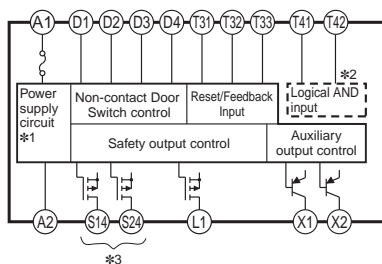 A1 D1 D2 D3 D4 T31 T32 T33 T41 T42
*2
Power
supply
circuit
*1
Non-contact Door
Switch control
Reset/Feedback
Input
Logical AND
input
Safety output control
Auxiliary
output control
A2 S14 S24 L1 X1 X2
*3